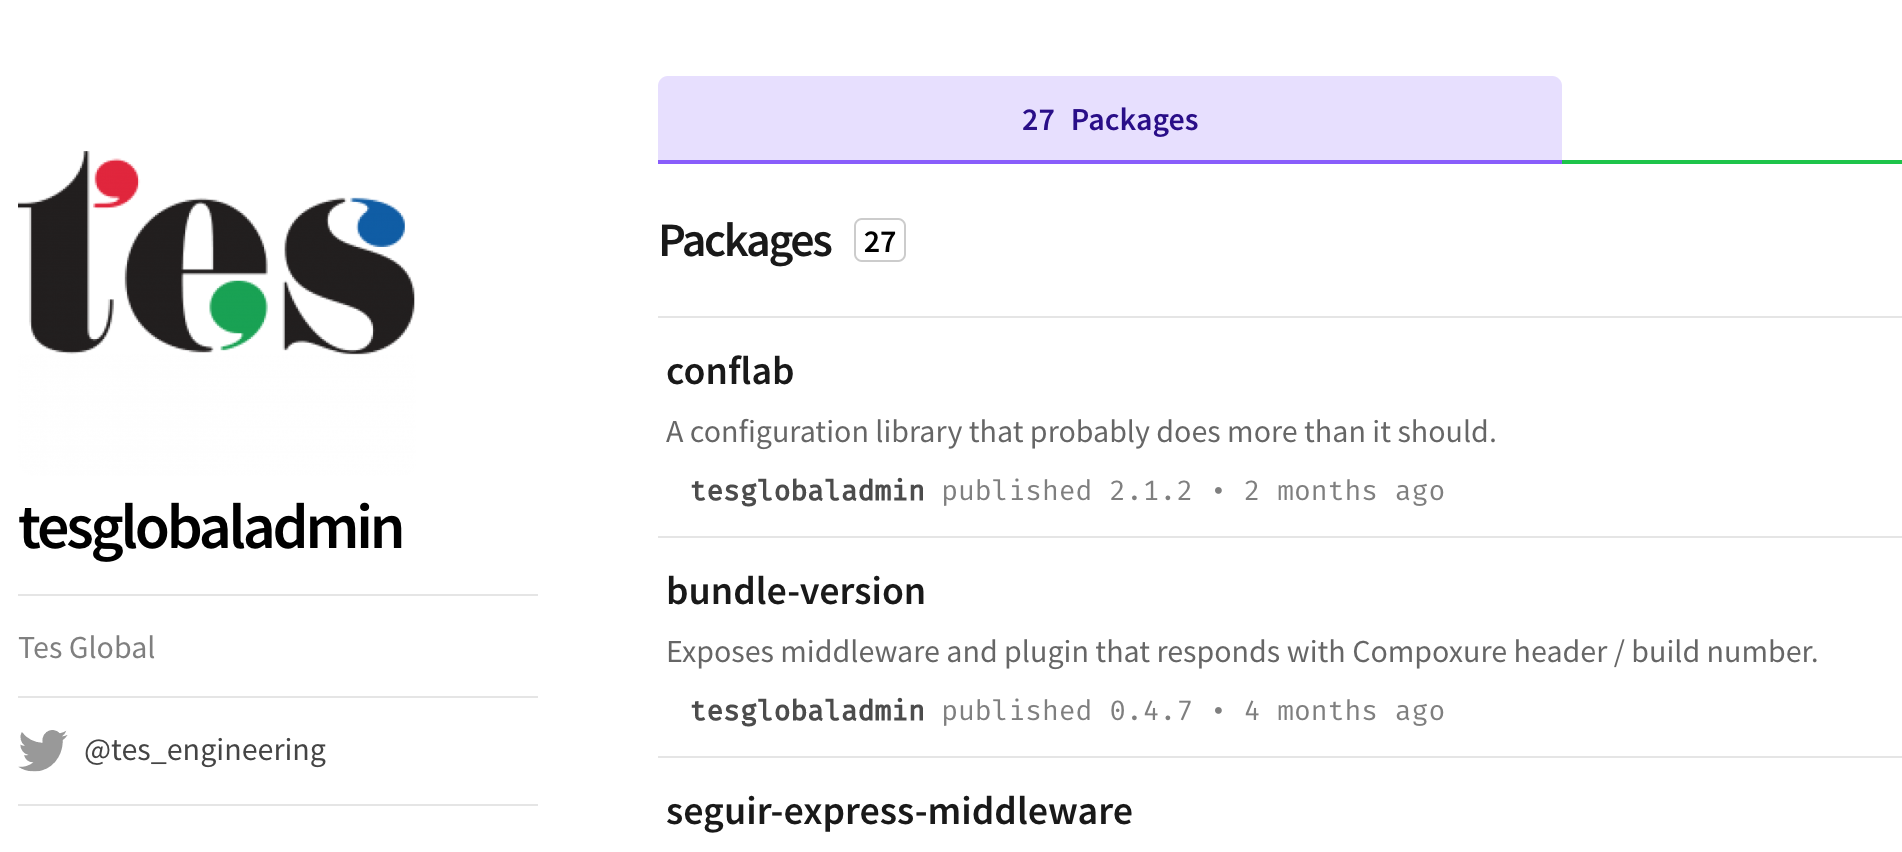 tes
tesglobaladmin
Tes Global
@tes_engineering
27 Packages
Packages 27
conflab
A configuration library that probably does more than it should.
tesglobaladmin published 2.1.2 • 2 months ago
bundle-version
Exposes middleware and plugin that responds with Compoxure header / build number.
tesglobaladmin published 0.4.7 • 4 months ago
seguir-express-middleware